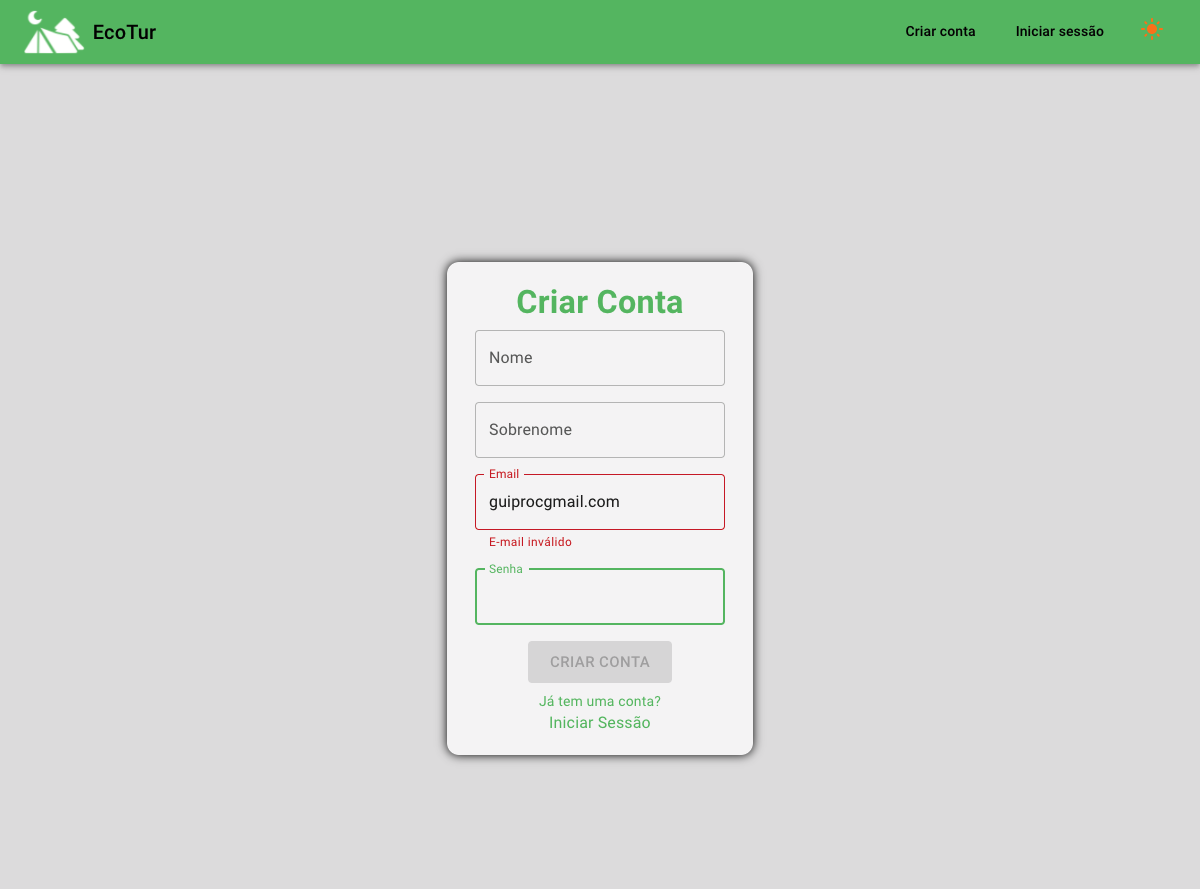 EcoTur
Criar conta
Iniciar sessão
Criar Conta
Nome
Sobrenome
Email
guiprocgmail.com
E-mail inválido
Senha
CRIAR CONTA
Já tem uma conta?
Iniciar Sessão